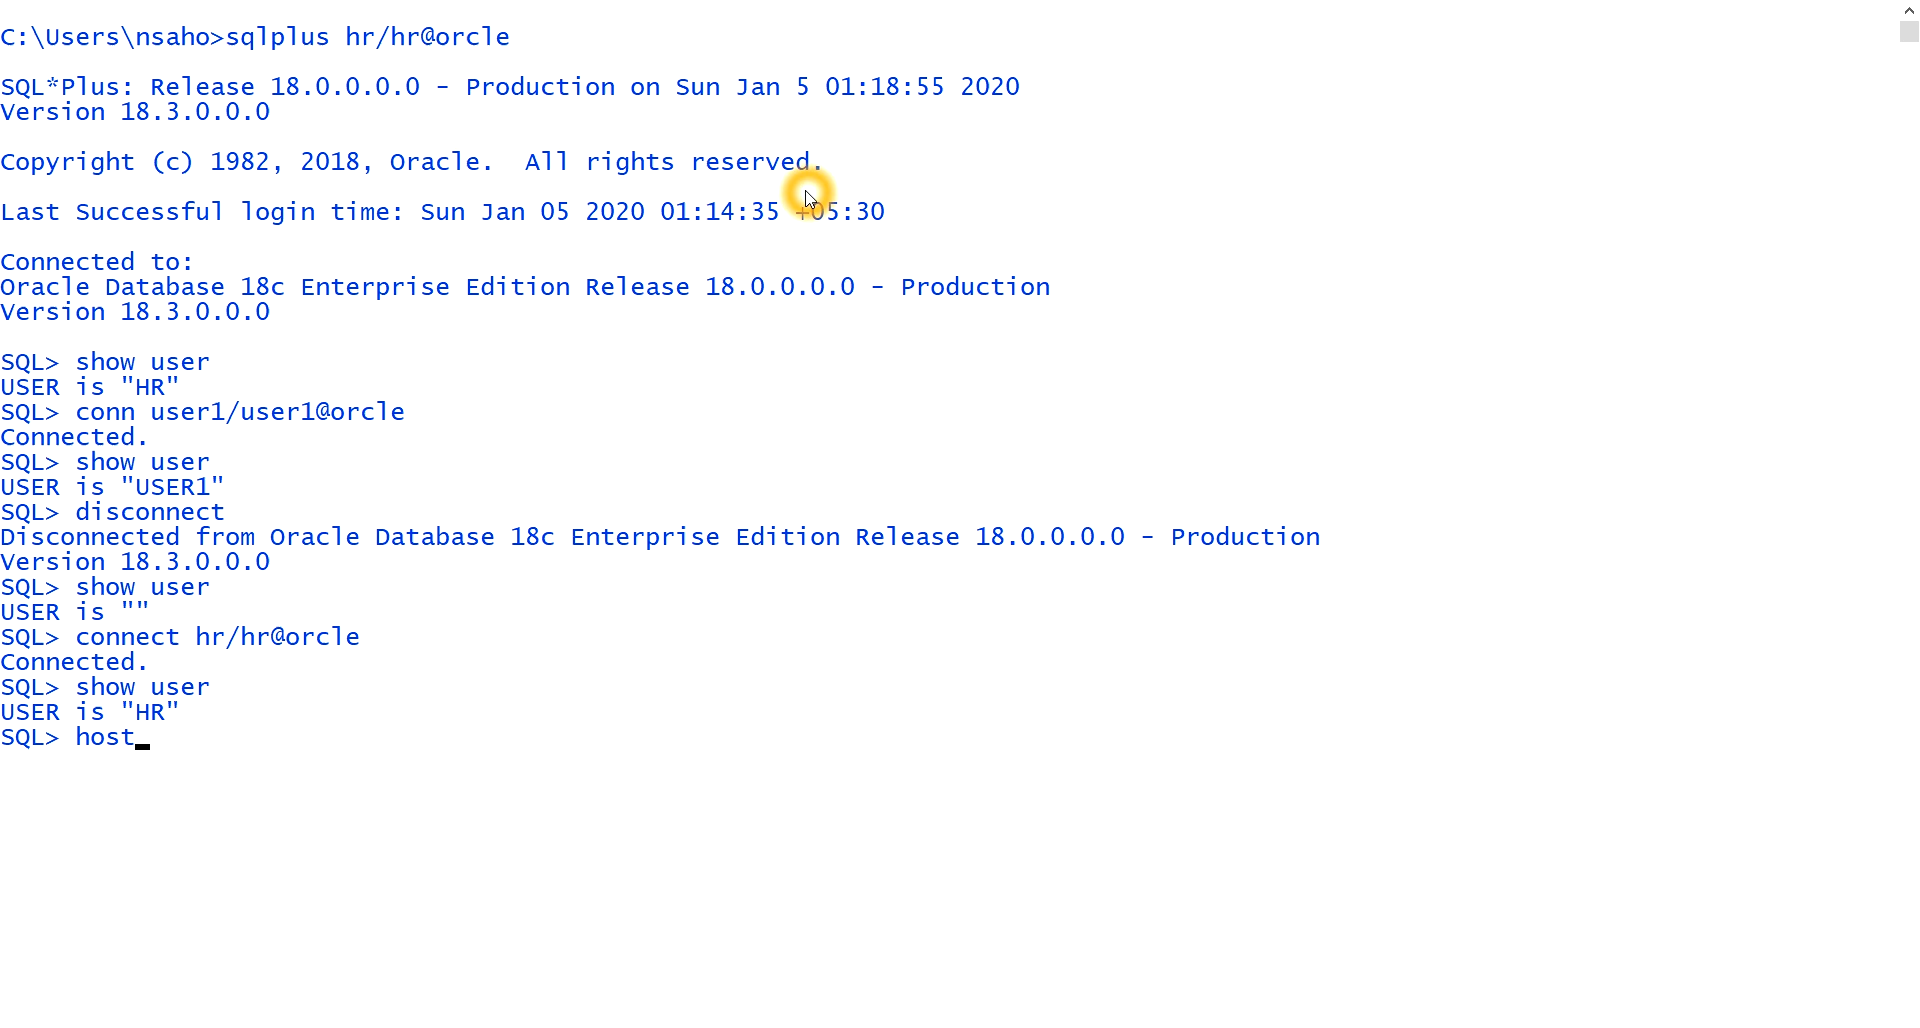 C:\Users\nsaho>sqlplus hr/hr@orcle
SQL*Plus: Release 18.0.0.0.0 - Production on Sun Jan 5 01:18:55 2020
Version 18.3.0.0.0
Copyright (c) 1982, 2018, Oracle.  All rights reserved.
Last Successful login time: Sun Jan 05 2020 01:14:35 +05:30
Connected to:
Oracle Database 18c Enterprise Edition Release 18.0.0.0.0 - Production
Version 18.3.0.0.0
SQL> show user
USER is "HR"
SQL> conn user1/user1@orcle
Connected.
SQL> show user
USER is "USER1"
SQL> disconnect
Disconnected from Oracle Database 18c Enterprise Edition Release 18.0.0.0.0 - Production
Version 18.3.0.0.0
SQL> show user
USER is ""
SQL> connect hr/hr@orcle
Connected.
SQL> show user
USER is "HR"
SQL> host